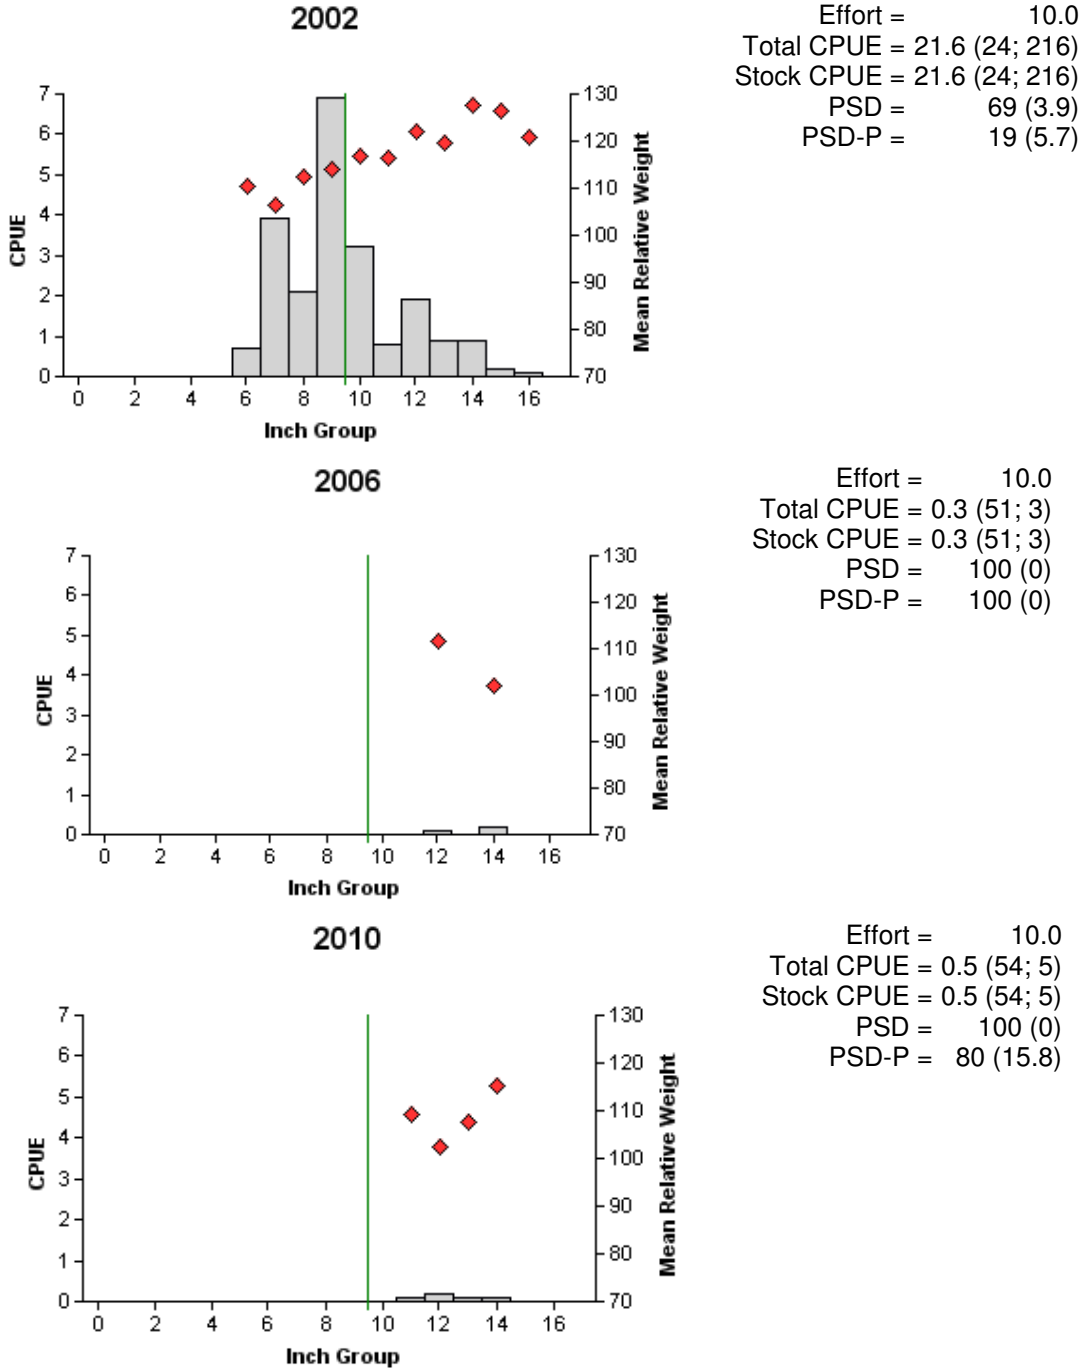 2002
Effort = 10.0
Total CPUE = 21.6 (24; 216)
Stock CPUE = 21.6 (24; 216)
PSD = 69 (3.9)
PSD-P = 19 (5.7)
7
6
5
4
3
2
1
0
CPUE
130
120
110
100
90
80
70
Mean Relative Weight
0 2 4 6 8 10 12 14 16
Inch Group
2006
Effort = 10.0
Total CPUE = 0.3 (51; 3)
Stock CPUE = 0.3 (51; 3)
PSD = 100 (0)
PSD-P = 100 (0)
7
6
5
4
3
2
1
0
CPUE
130
120
110
100
90
80
70
Mean Relative Weight
0 2 4 6 8 10 12 14 16
Inch Group
2010
Effort = 10.0
Total CPUE = 0.5 (54; 5)
Stock CPUE = 0.5 (54; 5)
PSD = 100 (0)
PSD-P = 80 (15.8)
7
6
5
4
3
2
1
0
CPUE
130
120
110
100
90
80
70
Mean Relative Weight
0 2 4 6 8 10 12 14 16
Inch Group